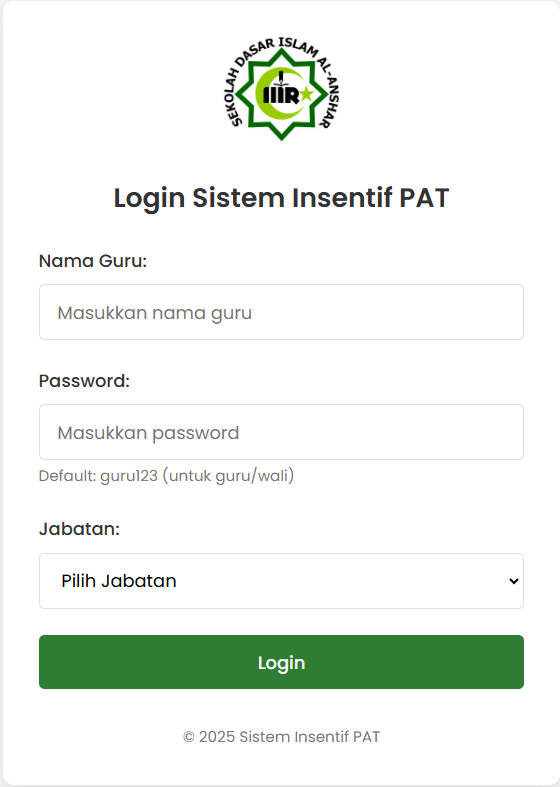 SEKOLAH DASAR ISLAM AL-ANSHAR
Login Sistem Insentif PAT
Nama Guru:
Masukkan nama guru
Password:
Masukkan password
Default: guru123 (untuk guru/wali)
Jabatan:
Pilih Jabatan
Login
© 2025 Sistem Insentif PAT